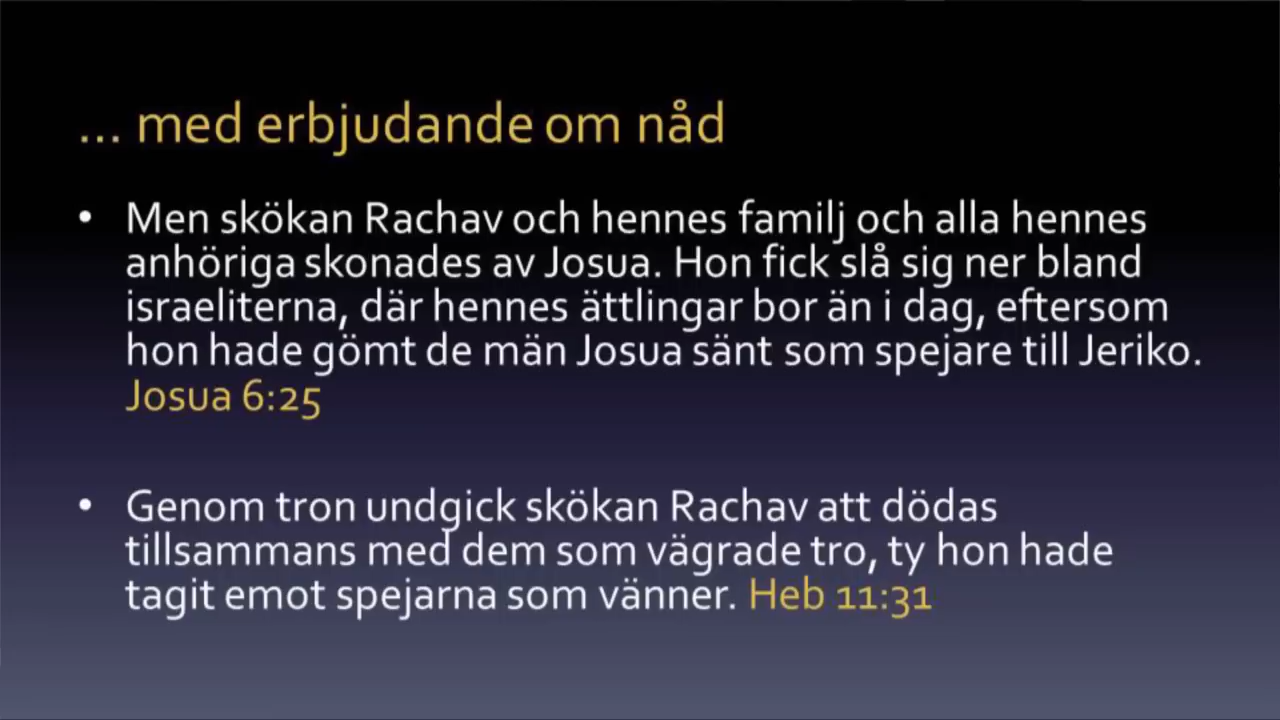 ... med erbjudande om nåd
• Men skökan Rachav och hennes familj och alla hennes
anhöriga skonades av Josua. Hon fick slå sig ner bland
israeliterna, där hennes ättlingar bor än i dag, eftersom
hon hade gömt de män Josua sänt som spejare till Jeriko.
Josua 6:25
• Genom tron undgick skökan Rachav att dödas
tillsammans med dem som vägrade tro, ty hon hade
tagit emot spejarna som vänner. Heb 11:31